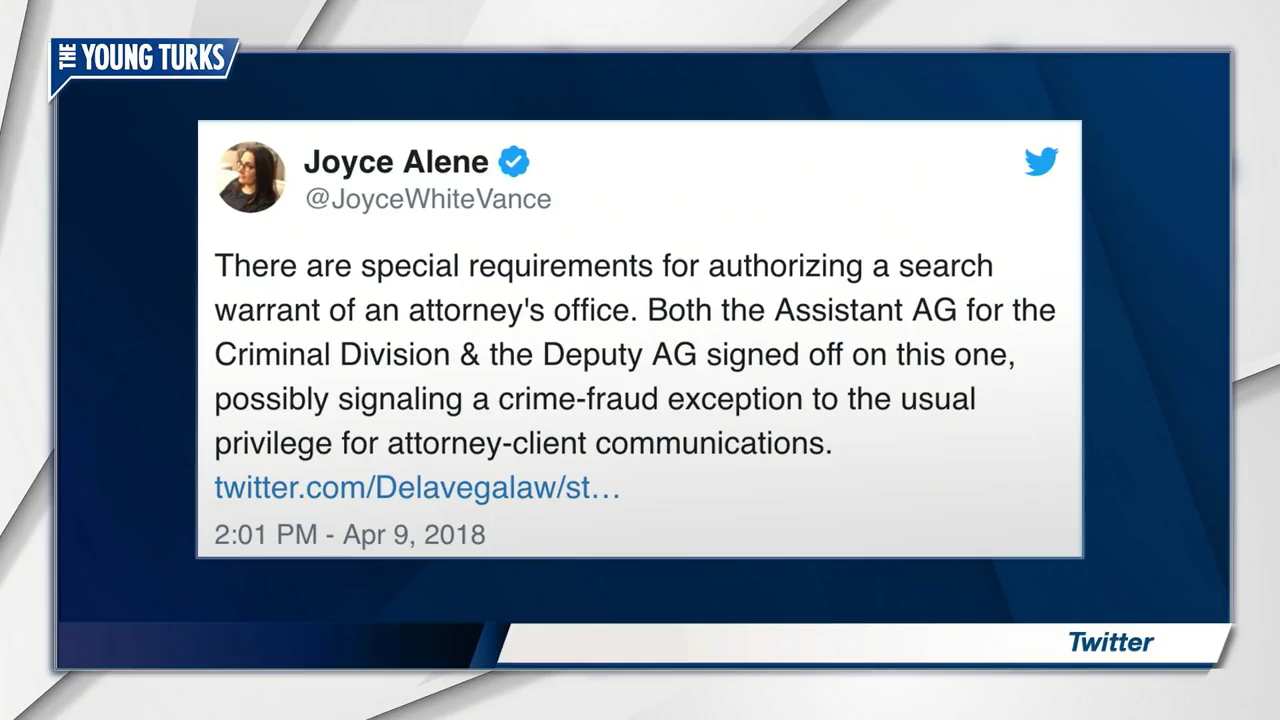 THE YOUNG TURKS
Joyce Alene
@JoyceWhiteVance
There are special requirements for authorizing a search
warrant of an attorney's office. Both the Assistant AG for the
Criminal Division & the Deputy AG signed off on this one,
possibly signaling a crime-fraud exception to the usual
privilege for attorney-client communications.
twitter.com/Delavegalaw/st…
2:01 PM - Apr 9, 2018
Twitter